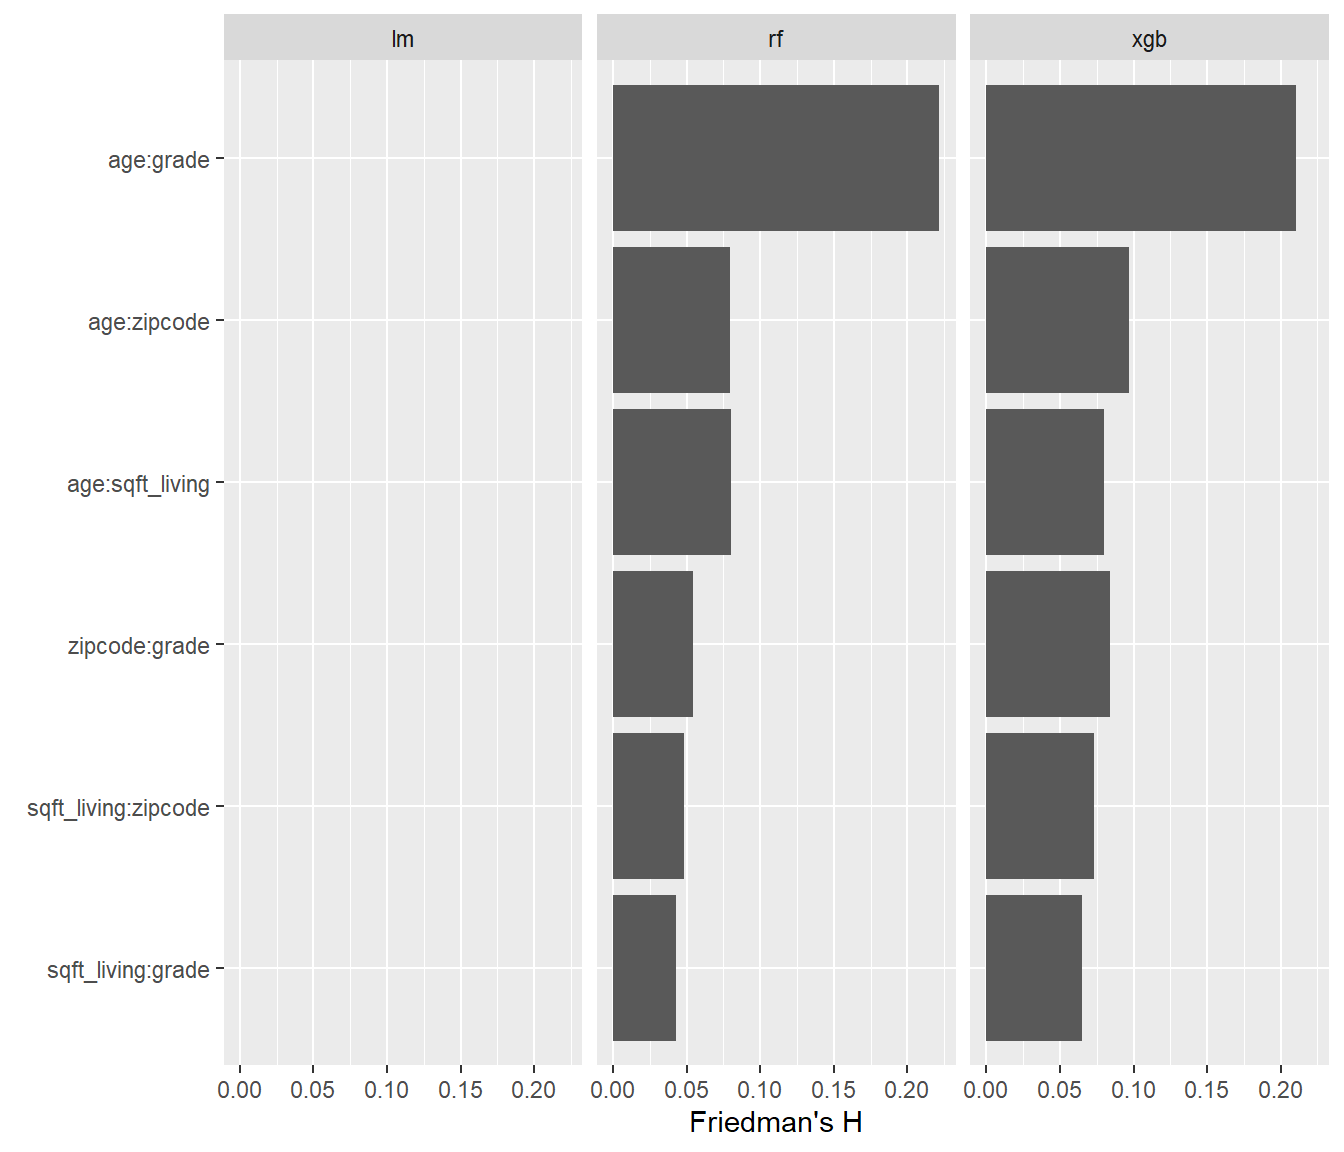 lm
rf
xgb
age:grade
age:zipcode
age:sqft_living
zipcode:grade
sqft_living:zipcode
sqft_living:grade
0.00 0.05 0.10 0.15 0.20
0.00 0.05 0.10 0.15 0.20
0.00 0.05 0.10 0.15 0.20
Friedman's H